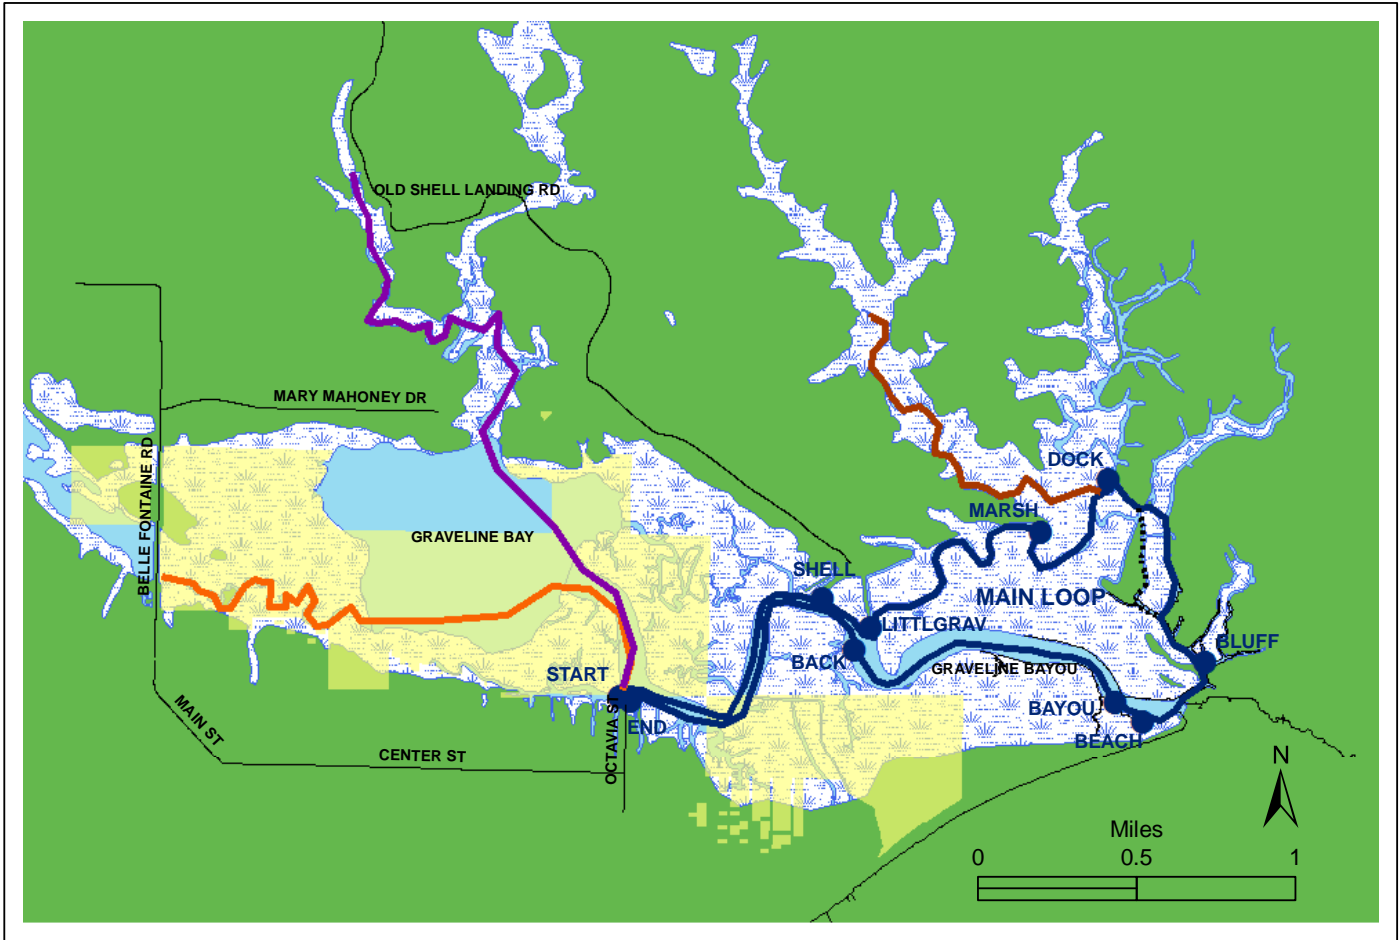 OLD SHELL LANDING RD
MARY MAHONEY DR
BELLE FONTAINE RD
DOCK
MARSH
GRAVELINE BAY
SHELL
MAIN LOOP
LITTLGRAV
BLUFF
BACK
GRAVELINE BAYOU
START
BAYOU
END
OCTAVIA ST
MAIN ST
BEACH
CENTER ST
N
Miles
0 0.5 1